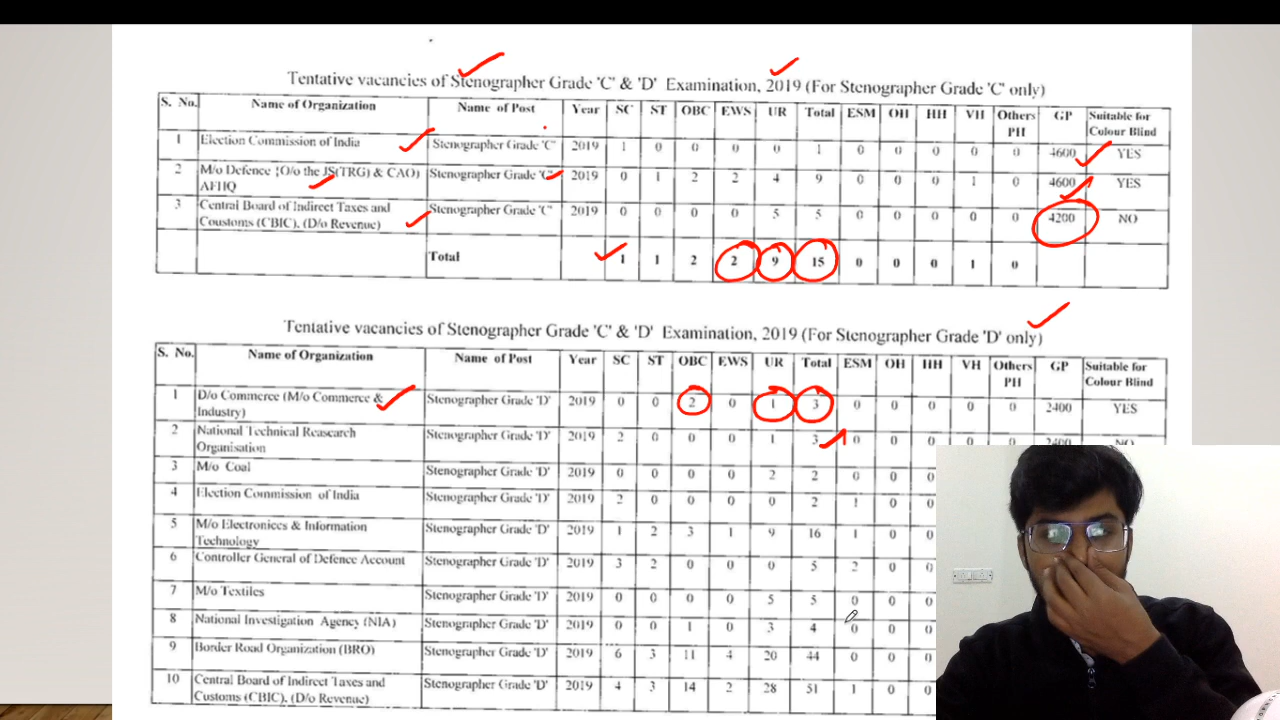 Tentative vacancies of Stenographer Grade 'C' & 'D' Examination, 2019 (For Stenographer Grade 'C' only)
S. No. Name of Organization Name of Post Year SC ST OBC EWS UR Total ESM OH HH VH Others PH GP Suitable for Colour Blind
1 Election Commission of India Stenographer Grade 'C' 2019 1 0 0 0 0 1 0 0 0 0 0 4600 YES
2 M/o Defence {O/o the JS(TRG) & CAO) AFHQ Stenographer Grade 'C' 2019 0 1 2 2 4 9 0 0 0 1 0 4600 YES
3 Central Board of Indirect Taxes and Coustoms (CBIC), (D/o Revenue) Stenographer Grade 'C' 2019 0 0 0 0 5 5 0 0 0 0 0 4200 NO
Total 1 1 2 2 9 15 0 0 0 1 0
Tentative vacancies of Stenographer Grade 'C' & 'D' Examination, 2019 (For Stenographer Grade 'D' only)
S. No. Name of Organization Name of Post Year SC ST OBC EWS UR Total ESM OH HH VH Others PH GP Suitable for Colour Blind
1 D/o Commerce (M/o Commerce & Industry) Stenographer Grade 'D' 2019 0 0 2 0 1 3 0 0 0 0 0 2400 YES
2 National Technical Reasearch Organisation Stenographer Grade 'D' 2019 2 0 0 0 1 3 0 0 0 0 0 2400 NO
3 M/o Coal Stenographer Grade 'D' 2019 0 0 0 0 2 2 0 0 0
4 Election Commission of India Stenographer Grade 'D' 2019 2 0 0 0 0 2 1 0 0
5 M/o Electronices & Information Technology Stenographer Grade 'D' 2019 1 2 3 1 9 16 1 0 0
6 Controller General of Defence Account Stenographer Grade 'D' 2019 3 2 0 0 0 5 2 0 0
7 M/o Textiles Stenographer Grade 'D' 2019 0 0 0 0 5 5 0 0 0
8 National Investigation Agency (NIA) Stenographer Grade 'D' 2019 0 0 1 0 3 4 0 0 0
9 Border Road Organization (BRO) Stenographer Grade 'D' 2019 6 3 11 4 20 44 0 0 0
10 Central Board of Indirect Taxes and Customs (CBIC), (D/o Revenue) Stenographer Grade 'D' 2019 4 3 14 2 28 51 1 0 0